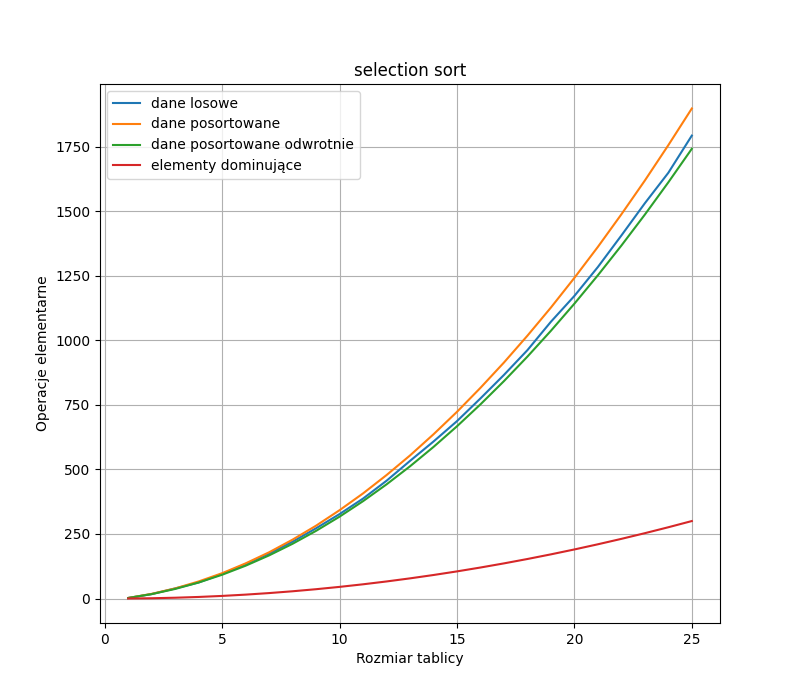 selection sort
dane losowe
dane posortowane
dane posortowane odwrotnie
elementy dominujące
Operacje elementarne
1750
1500
1250
1000
750
500
250
0
0 5 10 15 20 25
Rozmiar tablicy